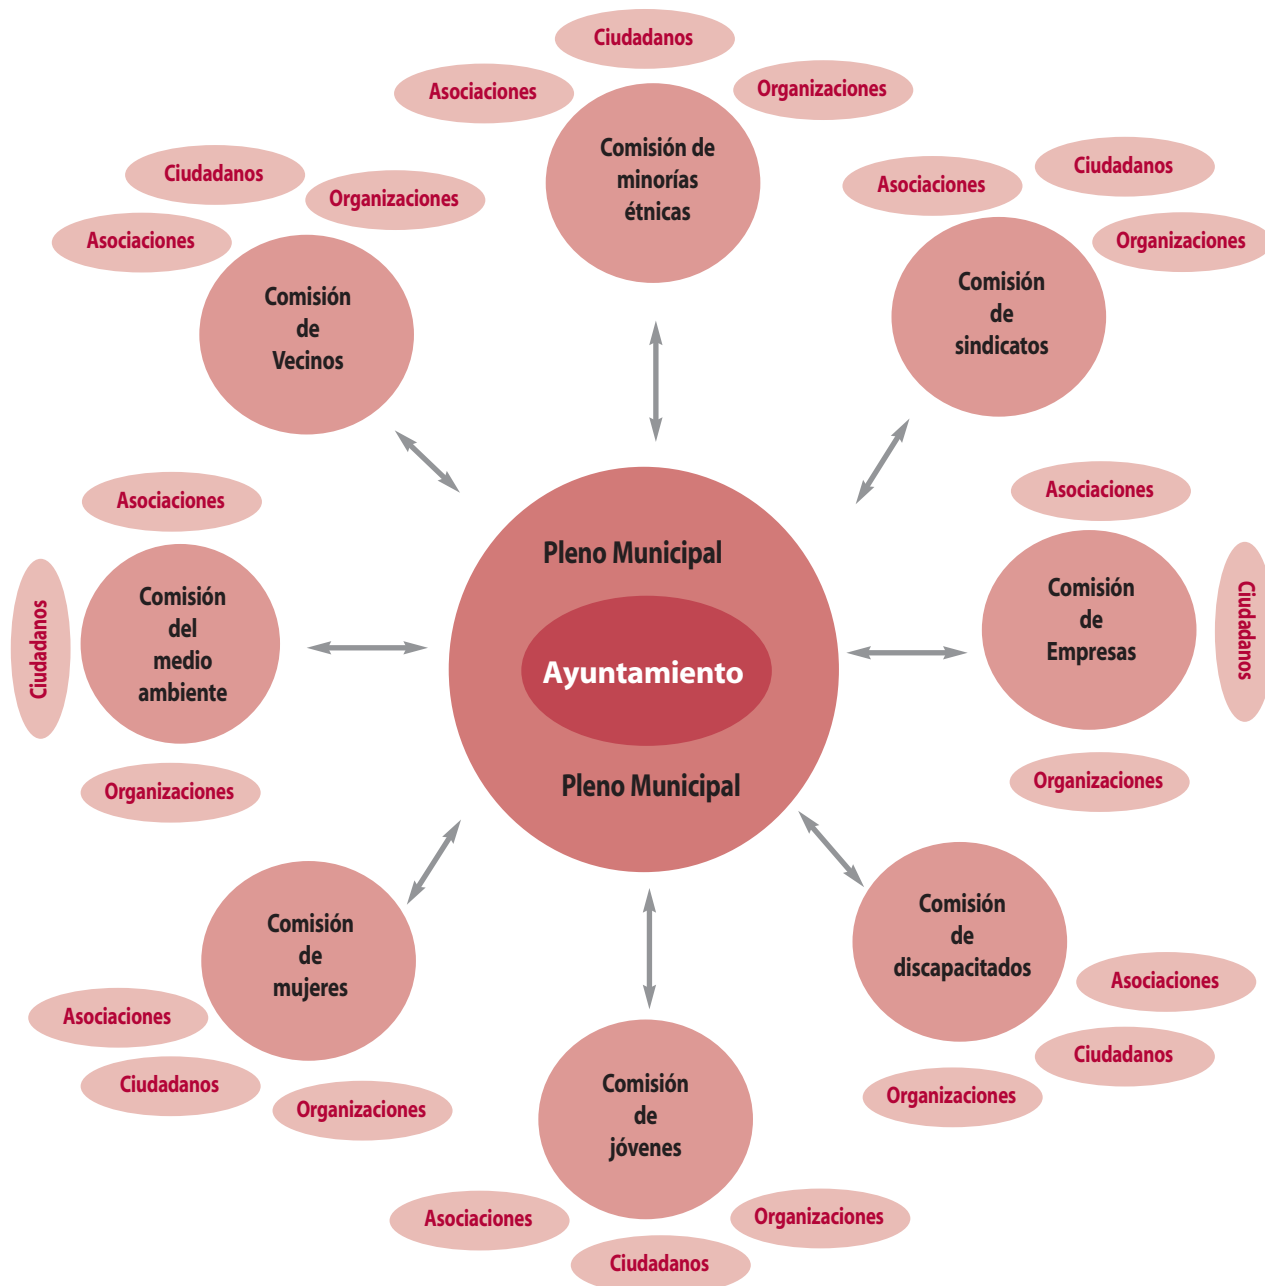 Ciudadanos
Asociaciones
Organizaciones
Comisión de
minorías
étnicas
Ciudadanos
Organizaciones
Asociaciones
Comisión
de
Vecinos
Asociaciones
Ciudadanos
Organizaciones
Comisión
de
sindicatos
Asociaciones
Ciudadanos
Comisión
del
medio
ambiente
Organizaciones
Pleno Municipal
Ayuntamiento
Pleno Municipal
Asociaciones
Comisión
de
Empresas
Ciudadanos
Organizaciones
Comisión
de
mujeres
Asociaciones
Ciudadanos
Organizaciones
Comisión
de
discapacitados
Asociaciones
Ciudadanos
Organizaciones
Comisión
de
jóvenes
Asociaciones
Organizaciones
Ciudadanos